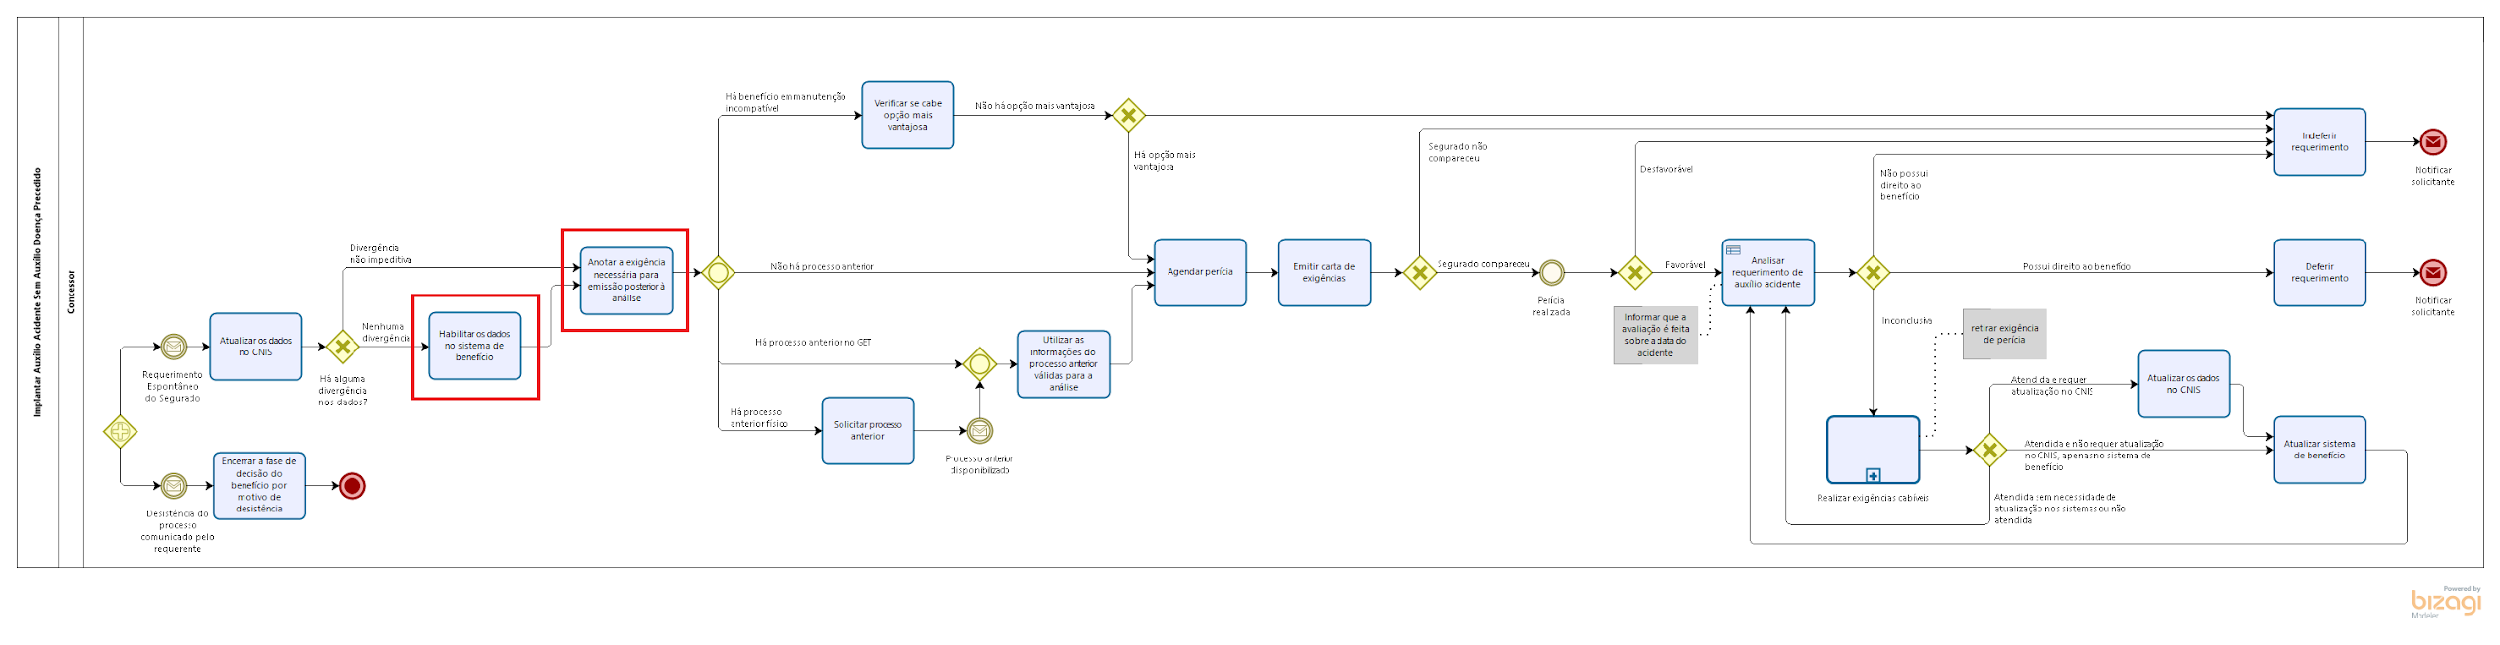 Implantar Auxílio Acidente Sem Auxílio Doença Precedido
Concessor
Requerimento
Espontâneo
do Segurado
Atualizar os dados
no CNIS
Há alguma
divergência
nos dados?
Divergência
não impeditiva
Nenhuma
divergência
Habilitar os dados
no sistema de
benefício
Anotar a exigência
necessária para
emissão posterior à
análise
Desistência do
processo
comunicado pelo
requerente
Encerrar a fase de
decisão do
benefício por
motivo de
desistência
Há benefício em manutenção
incompatível
Verificar se cabe
opção mais
vantajosa
Não há opção mais vantajosa
Há opção mais
vantajosa
Não há processo anterior
Há processo anterior no GET
Há processo
anterior físico
Solicitar processo
anterior
Processo anterior
disponibilizado
Utilizar as
informações do
processo anterior
válidas para a
análise
Agendar perícia
Emitir carta de
exigências
Segurado não
compareceu
Segurado compareceu
Perícia
realizada
Desfavorável
Favorável
Informar que a
avaliação é feita
sobre a data do
acidente
Analisar
requerimento de
auxílio acidente
Não possui
direito ao
benefício
Possui direito ao benefício
Inconclusiva
retirar exigência
de perícia
Realizar exigências cabíveis
Atendida e requer
atualização no CNIS
Atendida e não requer atualização
no CNIS, apenas no sistema de
benefício
Atendida sem necessidade de
atualização nos sistemas ou não
atendida
Atualizar os dados
no CNIS
Atualizar sistema
de benefício
Indeferir
requerimento
Notificar
solicitante
Deferir
requerimento
Notificar
solicitante
Powered by
bizagi
Modeler